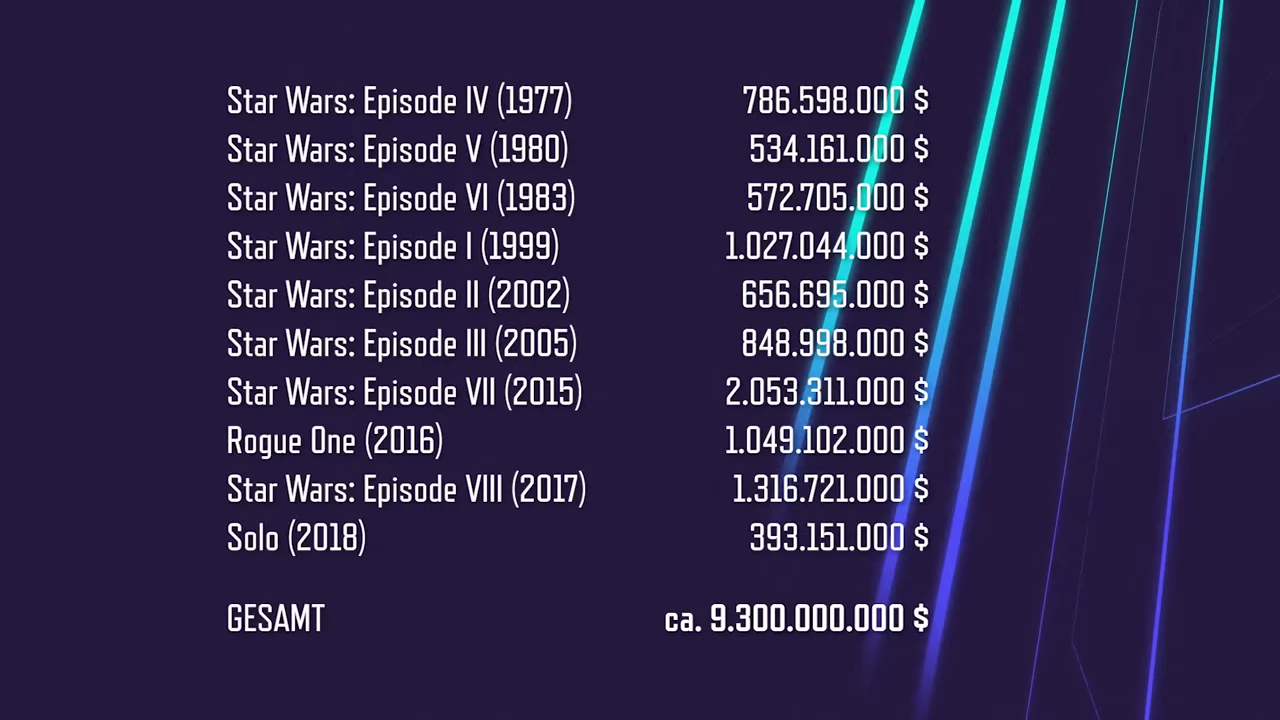 Star Wars: Episode IV (1977) 786.598.000 $
Star Wars: Episode V (1980) 534.161.000 $
Star Wars: Episode VI (1983) 572.705.000 $
Star Wars: Episode I (1999) 1.027.044.000 $
Star Wars: Episode II (2002) 656.695.000 $
Star Wars: Episode III (2005) 848.998.000 $
Star Wars: Episode VII (2015) 2.053.311.000 $
Rogue One (2016) 1.049.102.000 $
Star Wars: Episode VIII (2017) 1.316.721.000 $
Solo (2018) 393.151.000 $
GESAMT ca. 9.300.000.000 $